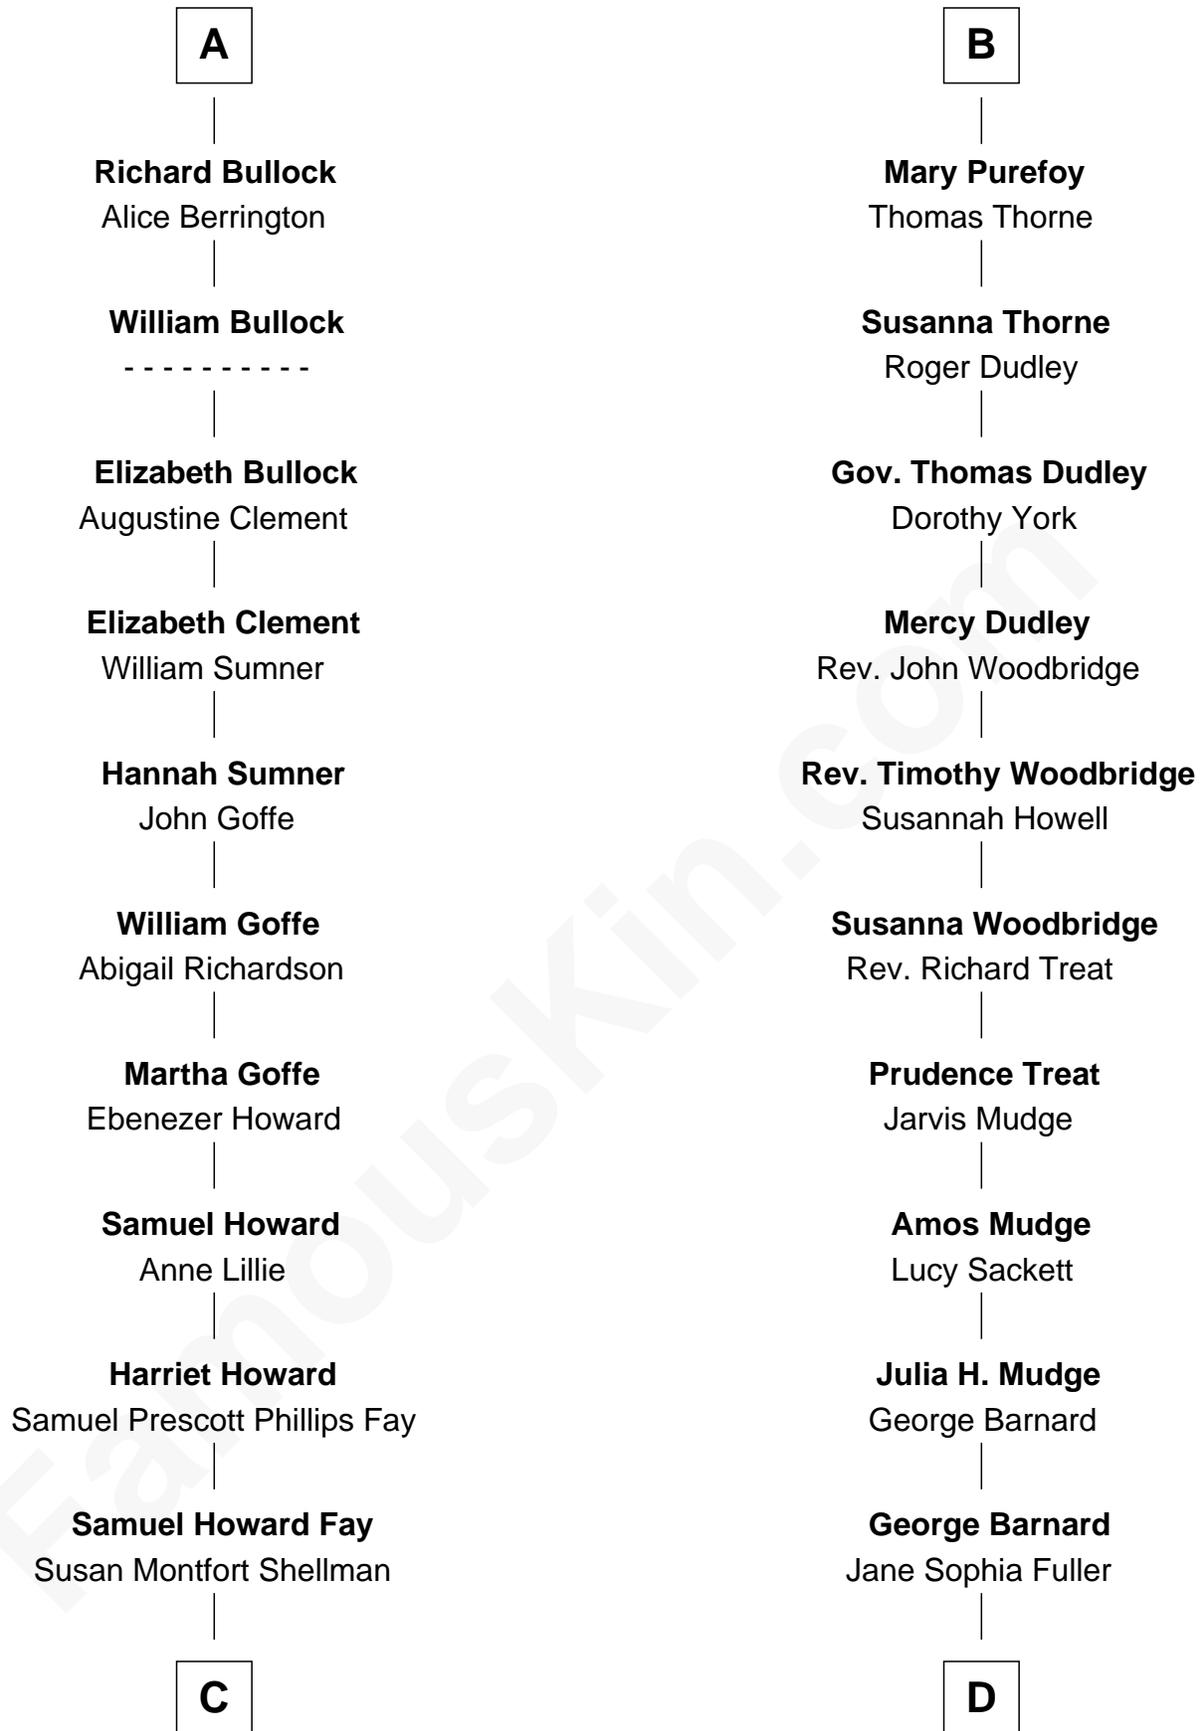 A
Richard Bullock
Alice Berrington
William Bullock
- - - - - - - - - -
Elizabeth Bullock
Augustine Clement
Elizabeth Clement
William Sumner
Hannah Sumner
John Goffe
William Goffe
Abigail Richardson
Martha Goffe
Ebenezer Howard
Samuel Howard
Anne Lillie
Harriet Howard
Samuel Prescott Phillips Fay
Samuel Howard Fay
Susan Montfort Shellman
C
B
Mary Purefoy
Thomas Thorne
Susanna Thorne
Roger Dudley
Gov. Thomas Dudley
Dorothy York
Mercy Dudley
Rev. John Woodbridge
Rev. Timothy Woodbridge
Susannah Howell
Susanna Woodbridge
Rev. Richard Treat
Prudence Treat
Jarvis Mudge
Amos Mudge
Lucy Sackett
Julia H. Mudge
George Barnard
George Barnard
Jane Sophia Fuller
D
FamousKin.com